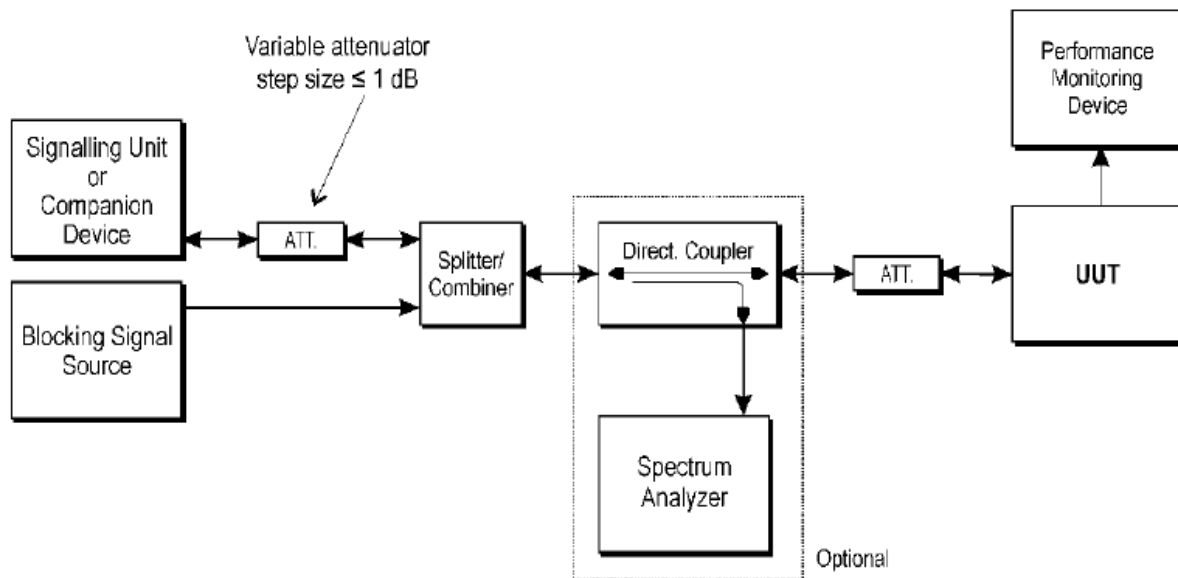 Variable attenuator
step size ≤ 1 dB
Performance
Monitoring
Device
Signalling Unit
or
Companion
Device
ATT.
Splitter/
Combiner
Direct. Coupler
ATT.
UUT
Blocking Signal
Source
Spectrum
Analyzer
Optional